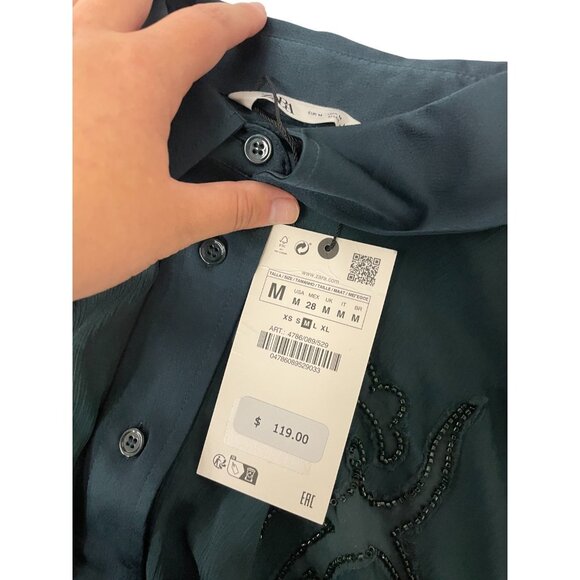 ZARA
www.zara.com
TALLA / SIZE / TAMANHO / TAILLE / MAAT / ΜΕΓΕΘΟΣ
M
USA MEX UK IT BR
M 28 M M M
XS S M L XL
ART.: 4786/089/529
04786089529033
$ 119.00
EAC